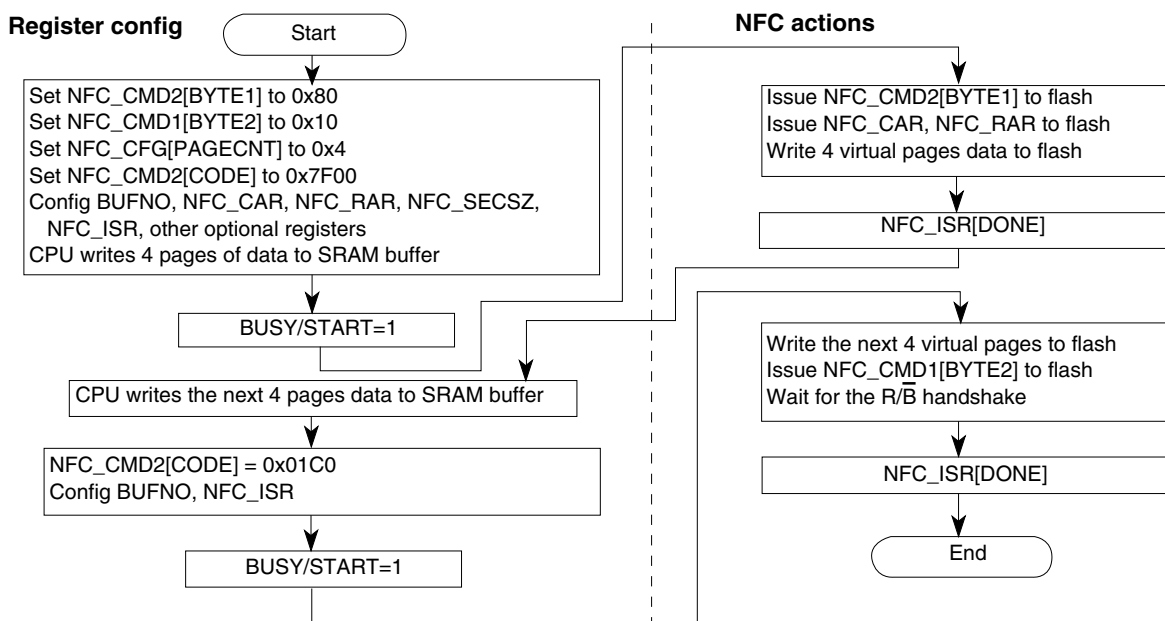 Register config
Start
Set NFC_CMD2[BYTE1] to 0x80
Set NFC_CMD1[BYTE2] to 0x10
Set NFC_CFG[PAGECNT] to 0x4
Set NFC_CMD2[CODE] to 0x7F00
Config BUFNO, NFC_CAR, NFC_RAR, NFC_SECSZ,
NFC_ISR, other optional registers
CPU writes 4 pages of data to SRAM buffer
BUSY/START=1
CPU writes the next 4 pages data to SRAM buffer
NFC_CMD2[CODE] = 0x01C0
Config BUFNO, NFC_ISR
BUSY/START=1
NFC actions
Issue NFC_CMD2[BYTE1] to flash
Issue NFC_CAR, NFC_RAR to flash
Write 4 virtual pages data to flash
NFC_ISR[DONE]
Write the next 4 virtual pages to flash
Issue NFC_CMD1[BYTE2] to flash
Wait for the R/B̅ handshake
NFC_ISR[DONE]
End